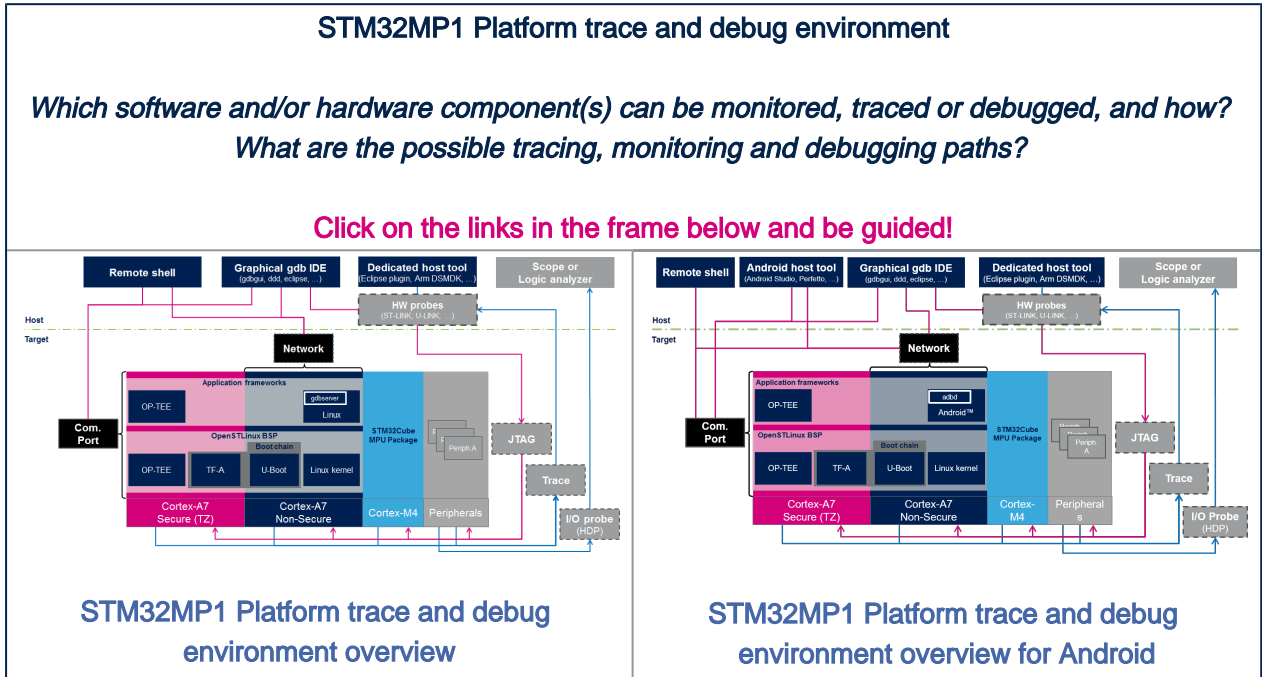 STM32MP1 Platform trace and debug environment
Which software and/or hardware component(s) can be monitored, traced or debugged, and how?
What are the possible tracing, monitoring and debugging paths?
Click on the links in the frame below and be guided!
Remote shell
Graphical gdb IDE
(gdbgui, ddd, eclipse, ...)
Dedicated host tool
(Eclipse plugin, Arm DSMDK, ...)
Scope or
Logic analyzer
HW probes
(ST-LINK, U-LINK, ...)
Host
Target
Network
Application frameworks
OP-TEE
gdbserver
Linux
Com.
Port
OpenSTLinux BSP
Boot chain
OP-TEE
TF-A
U-Boot
Linux kernel
STM32Cube
MPU Package
Periph A
JTAG
Trace
I/O probe
(HDP)
Cortex-A7
Secure (TZ)
Cortex-A7
Non-Secure
Cortex-M4
Peripherals
STM32MP1 Platform trace and debug
environment overview
Remote shell
Android host tool
(Android Studio, Perfetto, ...)
Graphical gdb IDE
(gdbgui, ddd, eclipse, ...)
Dedicated host tool
(Eclipse plugin, Arm DSMDK, ...)
Scope or
Logic analyzer
HW probes
(ST-LINK, U-LINK, ...)
Host
Target
Network
Application frameworks
OP-TEE
adbd
Android™
Com.
Port
OpenSTLinux BSP
Boot chain
OP-TEE
TF-A
U-Boot
Linux kernel
STM32Cube
MPU Package
Periph.
A
JTAG
Trace
I/O Probe
(HDP)
Cortex-A7
Secure (TZ)
Cortex-A7
Non-Secure
Cortex-
M4
Peripheral
s
STM32MP1 Platform trace and debug
environment overview for Android